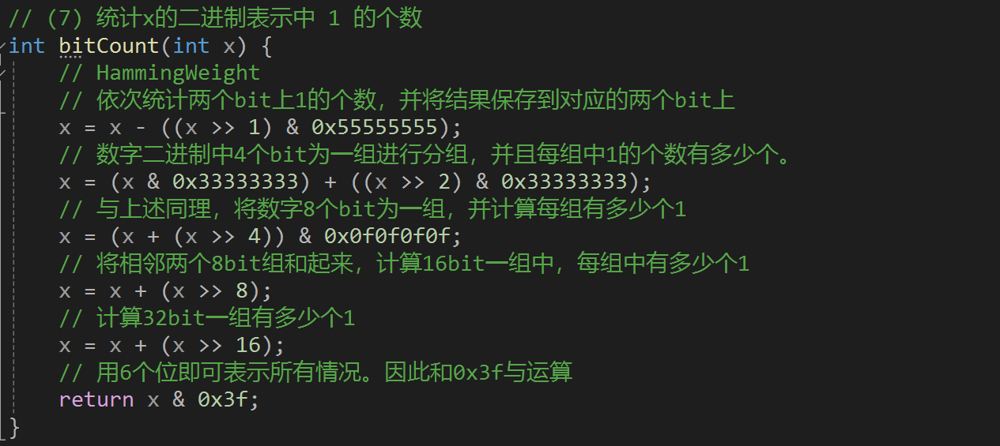 // (7) 统计x的二进制表示中 1 的个数
int bitCount(int x) {
// HammingWeight
// 依次统计两个bit上1的个数，并将结果保存到对应的两个bit上
x = x - ((x >> 1) & 0x55555555);
// 数字二进制中4个bit为一组进行分组，并且每组中1的个数有多少个。
x = (x & 0x33333333) + ((x >> 2) & 0x33333333);
// 与上述同理，将数字8个bit为一组，并计算每组有多少个1
x = (x + (x >> 4)) & 0x0f0f0f0f;
// 将相邻两个8bit组和起来，计算16bit一组中，每组中有多少个1
x = x + (x >> 8);
// 计算32bit一组有多少个1
x = x + (x >> 16);
// 用6个位即可表示所有情况。因此和0x3f与运算
return x & 0x3f;
}